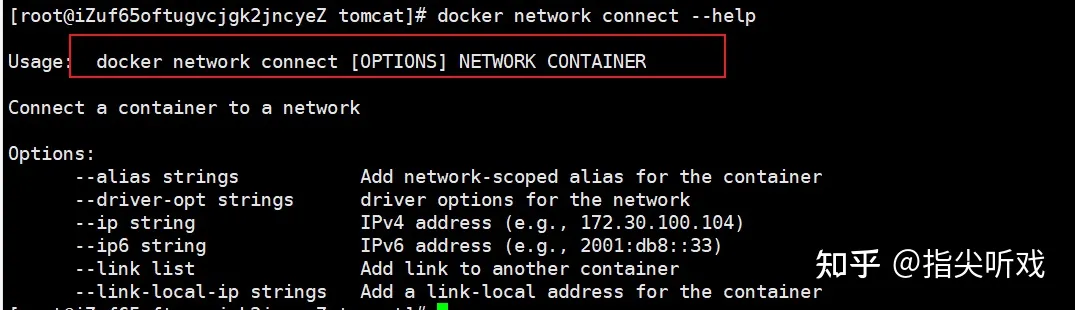 [root@iZuf65oftugvcjgk2jncyeZ tomcat]# docker network connect --help
Usage:  docker network connect [OPTIONS] NETWORK CONTAINER
Connect a container to a network
Options:
      --alias strings           Add network-scoped alias for the container
      --driver-opt strings      driver options for the network
      --ip string               IPv4 address (e.g., 172.30.100.104)
      --ip6 string              IPv6 address (e.g., 2001:db8::33)
      --link list               Add link to another container
      --link-local-ip strings   Add a link-local address for the container
知乎 @指尖听戏
[root@iZuf65oftugvcjgk2jncyeZ tomcat]#